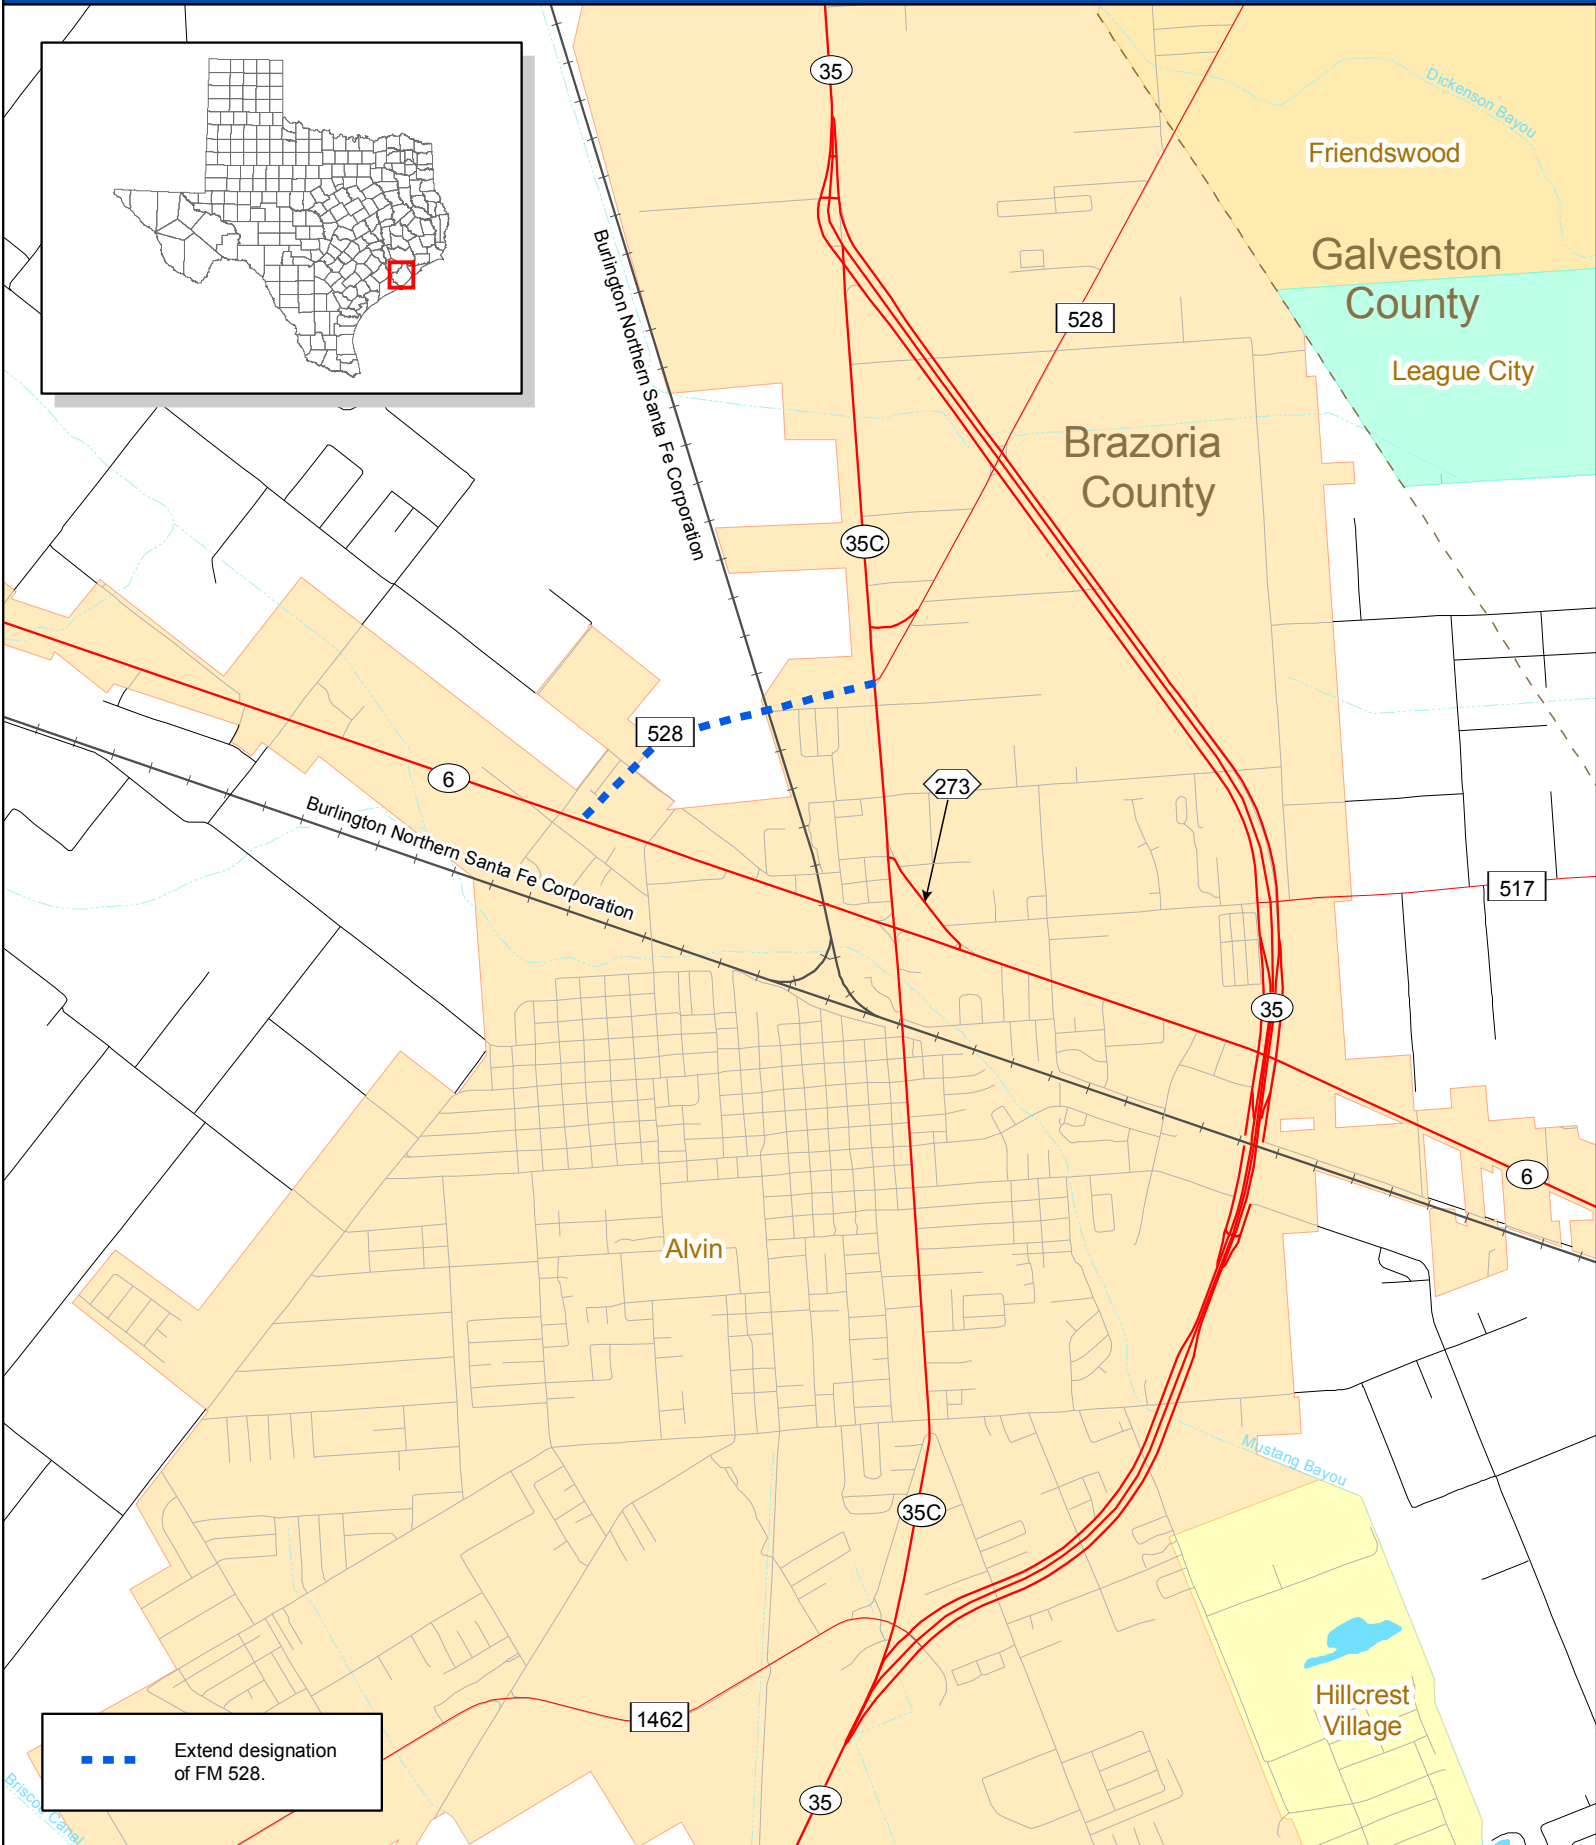 35
Dickenson Bayou
Friendswood
Galveston
County
Burlington Northern Santa Fe Corporation
528
League City
Brazoria
County
35C
528
6
273
Burlington Northern Santa Fe Corporation
517
35
6
Alvin
Mustang Bayou
35C
Hillcrest
Village
1462
Extend designation
of FM 528.
35
Briscoe Canal